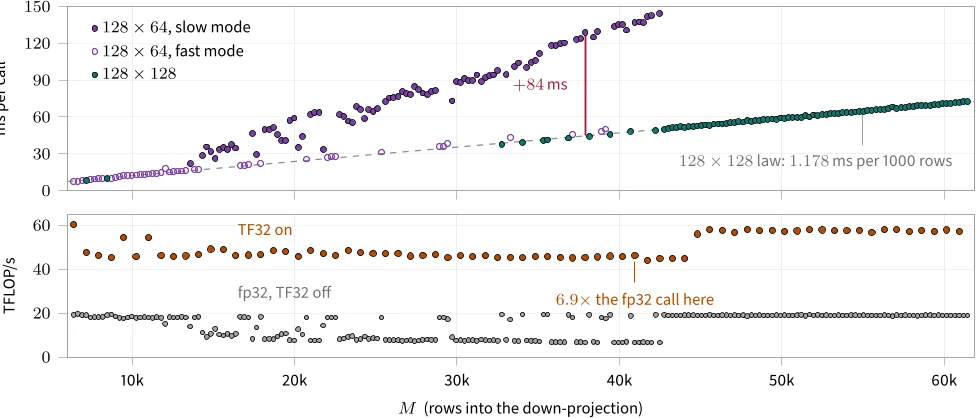 150
120
90
60
30
0
ms per call
128 × 64, slow mode
128 × 64, fast mode
128 × 128
+84 ms
128 × 128 law: 1.178 ms per 1000 rows
60
40
20
0
TFLOP/s
TF32 on
fp32, TF32 off
6.9× the fp32 call here
10k 20k 30k 40k 50k 60k
M (rows into the down-projection)